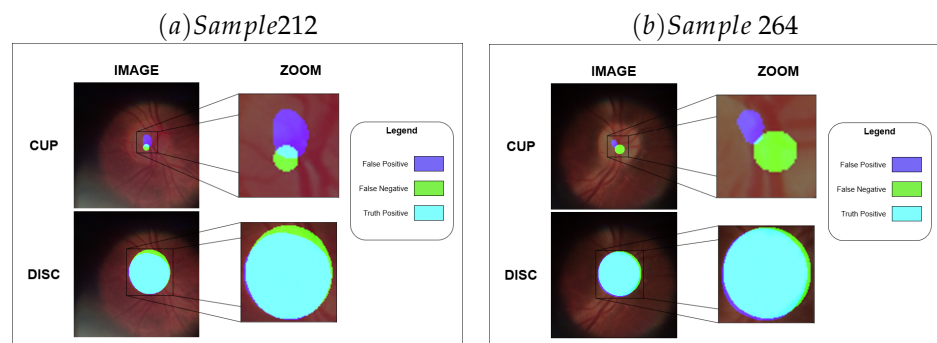 (a)Sample212
IMAGE ZOOM
CUP
Legend
False Positive
False Negative
Truth Positive
DISC
(b)Sample 264
IMAGE ZOOM
CUP
Legend
False Positive
False Negative
Truth Positive
DISC